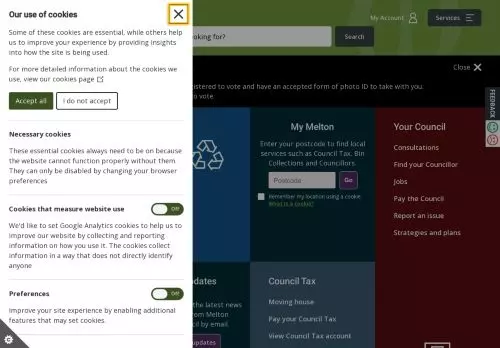 Our use of cookies
Some of these cookies are essential, while others help
us to improve your experience by providing insights
into how the site is being used.
For more detailed information about the cookies we
use, view our cookies page
Accept all
I do not accept
Necessary cookies
These essential cookies always need to be on because
the website cannot function properly without them.
They can only be disabled by changing your browser
preferences
Cookies that measure website use
Off
We'd like to set Google Analytics cookies to help us to
improve our website by collecting and reporting
information on how you use it. The cookies collect
information in a way that does not directly identify
anyone
Preferences
Off
Improve your site experience by enabling additional
features that may set cookies.
My Account
Services
king for?
Search
Close
gistered to vote and have an accepted form of photo ID to take with you.
o vote
FEEDBACK
My Melton
Enter your postcode to find local
services such as Council Tax, Bin
Collections and Councillors.
Postcode
Go
Remember my location using a cookie
What is a cookie?
Your Council
Consultations
Find your Councillor
Jobs
Pay the Council
Report an issue
Strategies and plans
pdates
the latest news
from Melton
cil by email
updates
Council Tax
Moving house
Pay your Council Tax
View Council Tax account